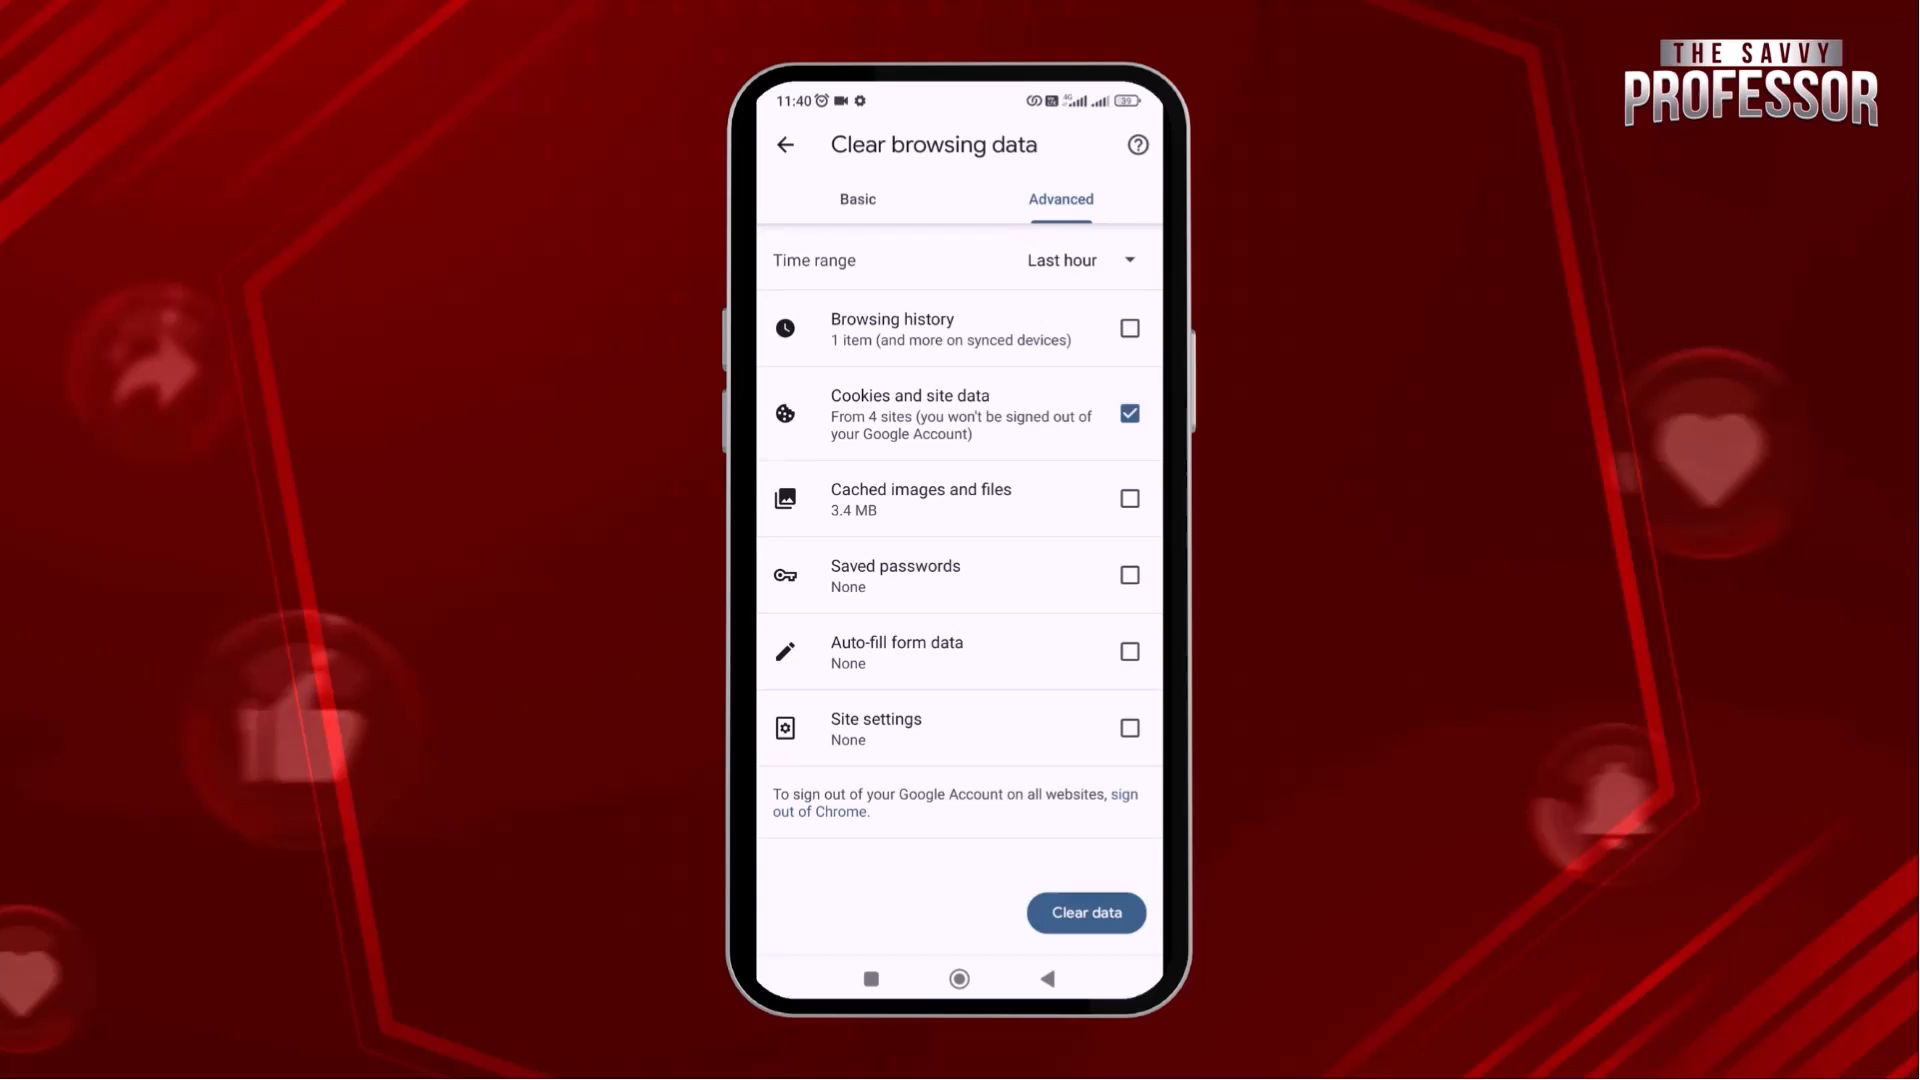 THE SAVVY
PROFESSOR
11:40
4G
39
Clear browsing data
Basic
Advanced
Time range
Last hour
Browsing history
1 item (and more on synced devices)
Cookies and site data
From 4 sites (you won't be signed out of
your Google Account)
Cached images and files
3.4 MB
Saved passwords
None
Auto-fill form data
None
Site settings
None
To sign out of your Google Account on all websites, sign
out of Chrome.
Clear data